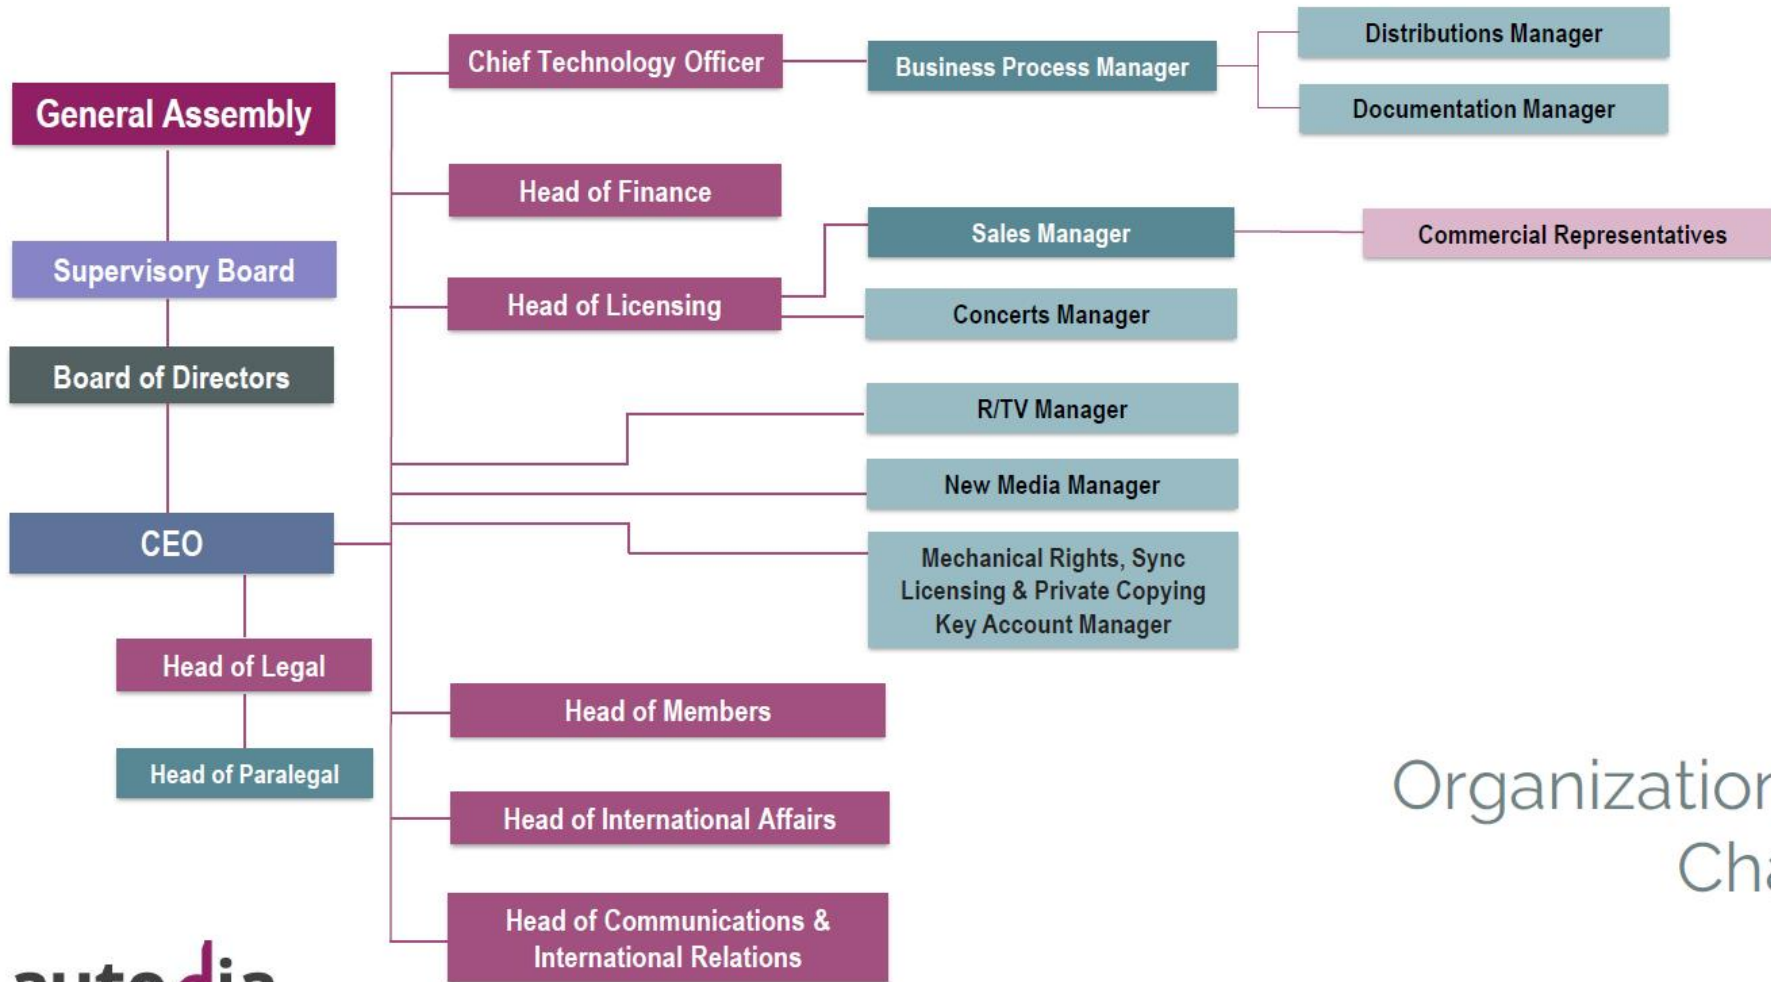 General Assembly
Supervisory Board
Board of Directors
CEO
Head of Legal
Head of Paralegal
Chief Technology Officer
Head of Finance
Head of Licensing
Business Process Manager
Distributions Manager
Documentation Manager
Sales Manager
Commercial Representatives
Concerts Manager
R/TV Manager
New Media Manager
Mechanical Rights, Sync
Licensing & Private Copying
Key Account Manager
Head of Members
Head of International Affairs
Head of Communications &
International Relations